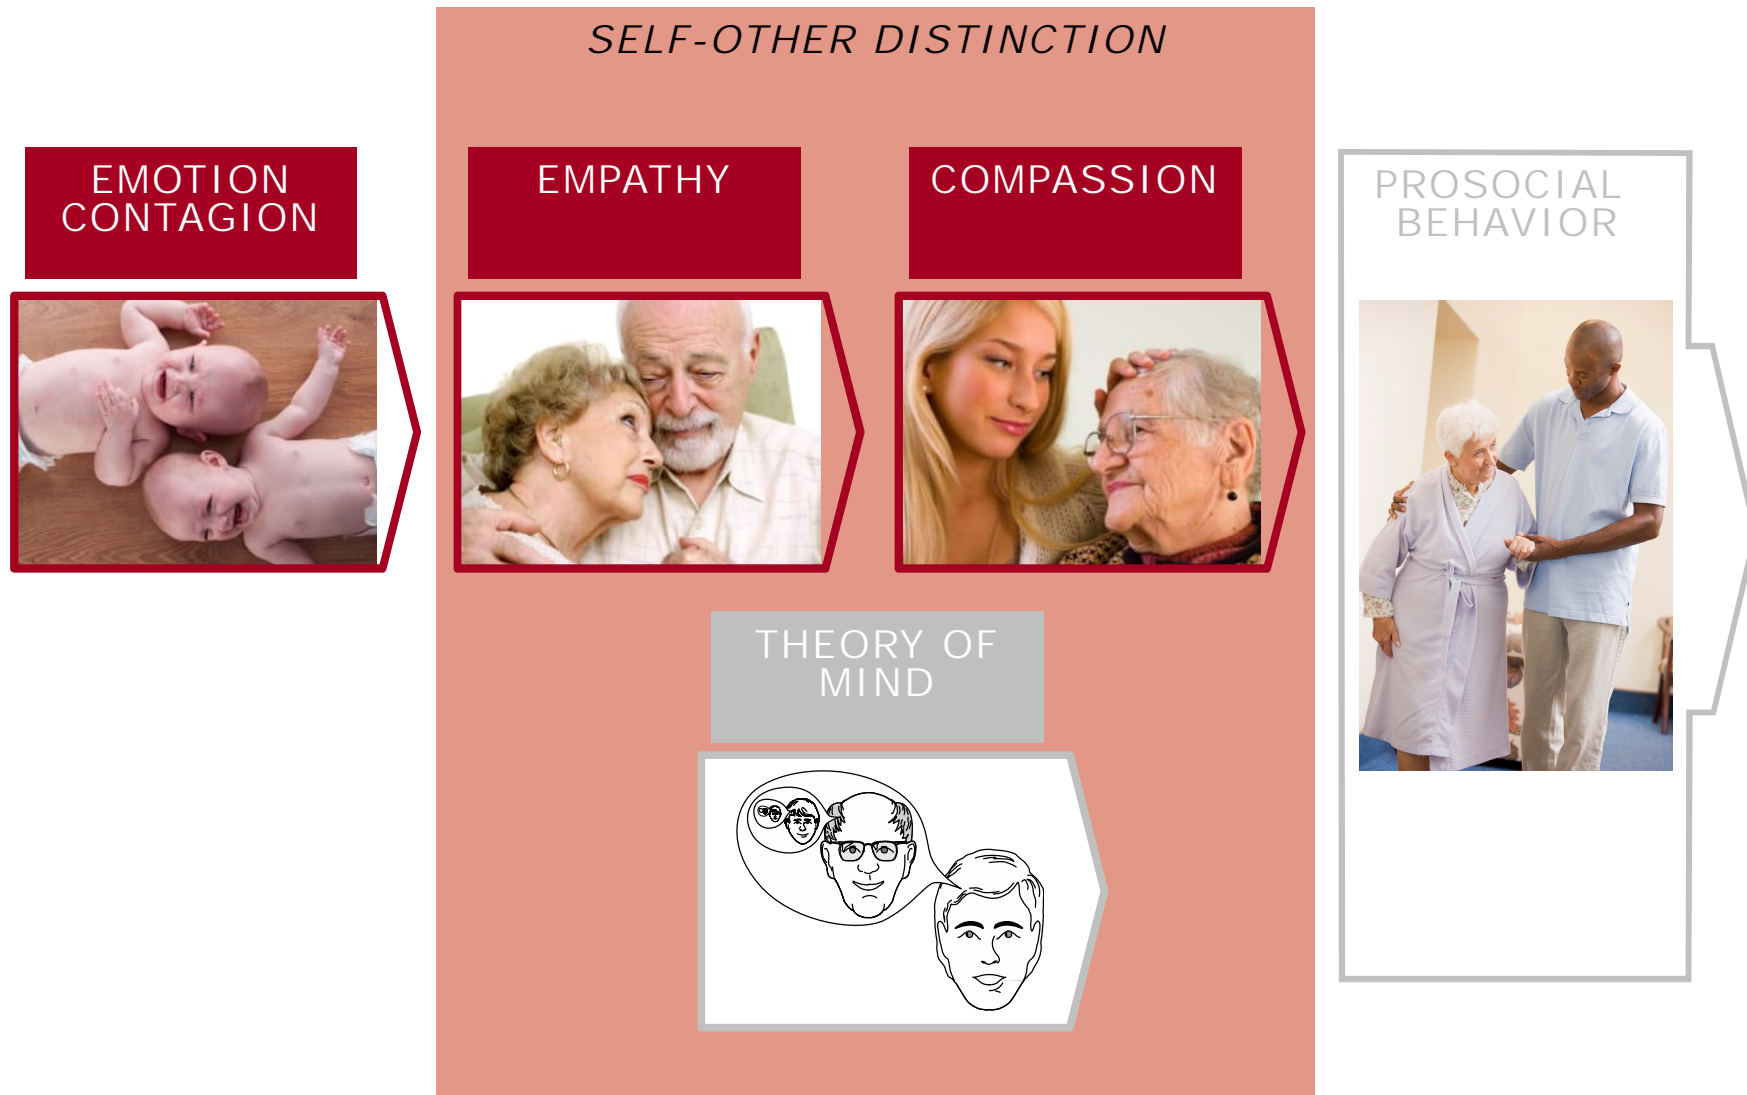 SELF-OTHER DISTINCTION
EMOTION
CONTAGION
EMPATHY
COMPASSION
PROSOCIAL
BEHAVIOR
THEORY OF
MIND